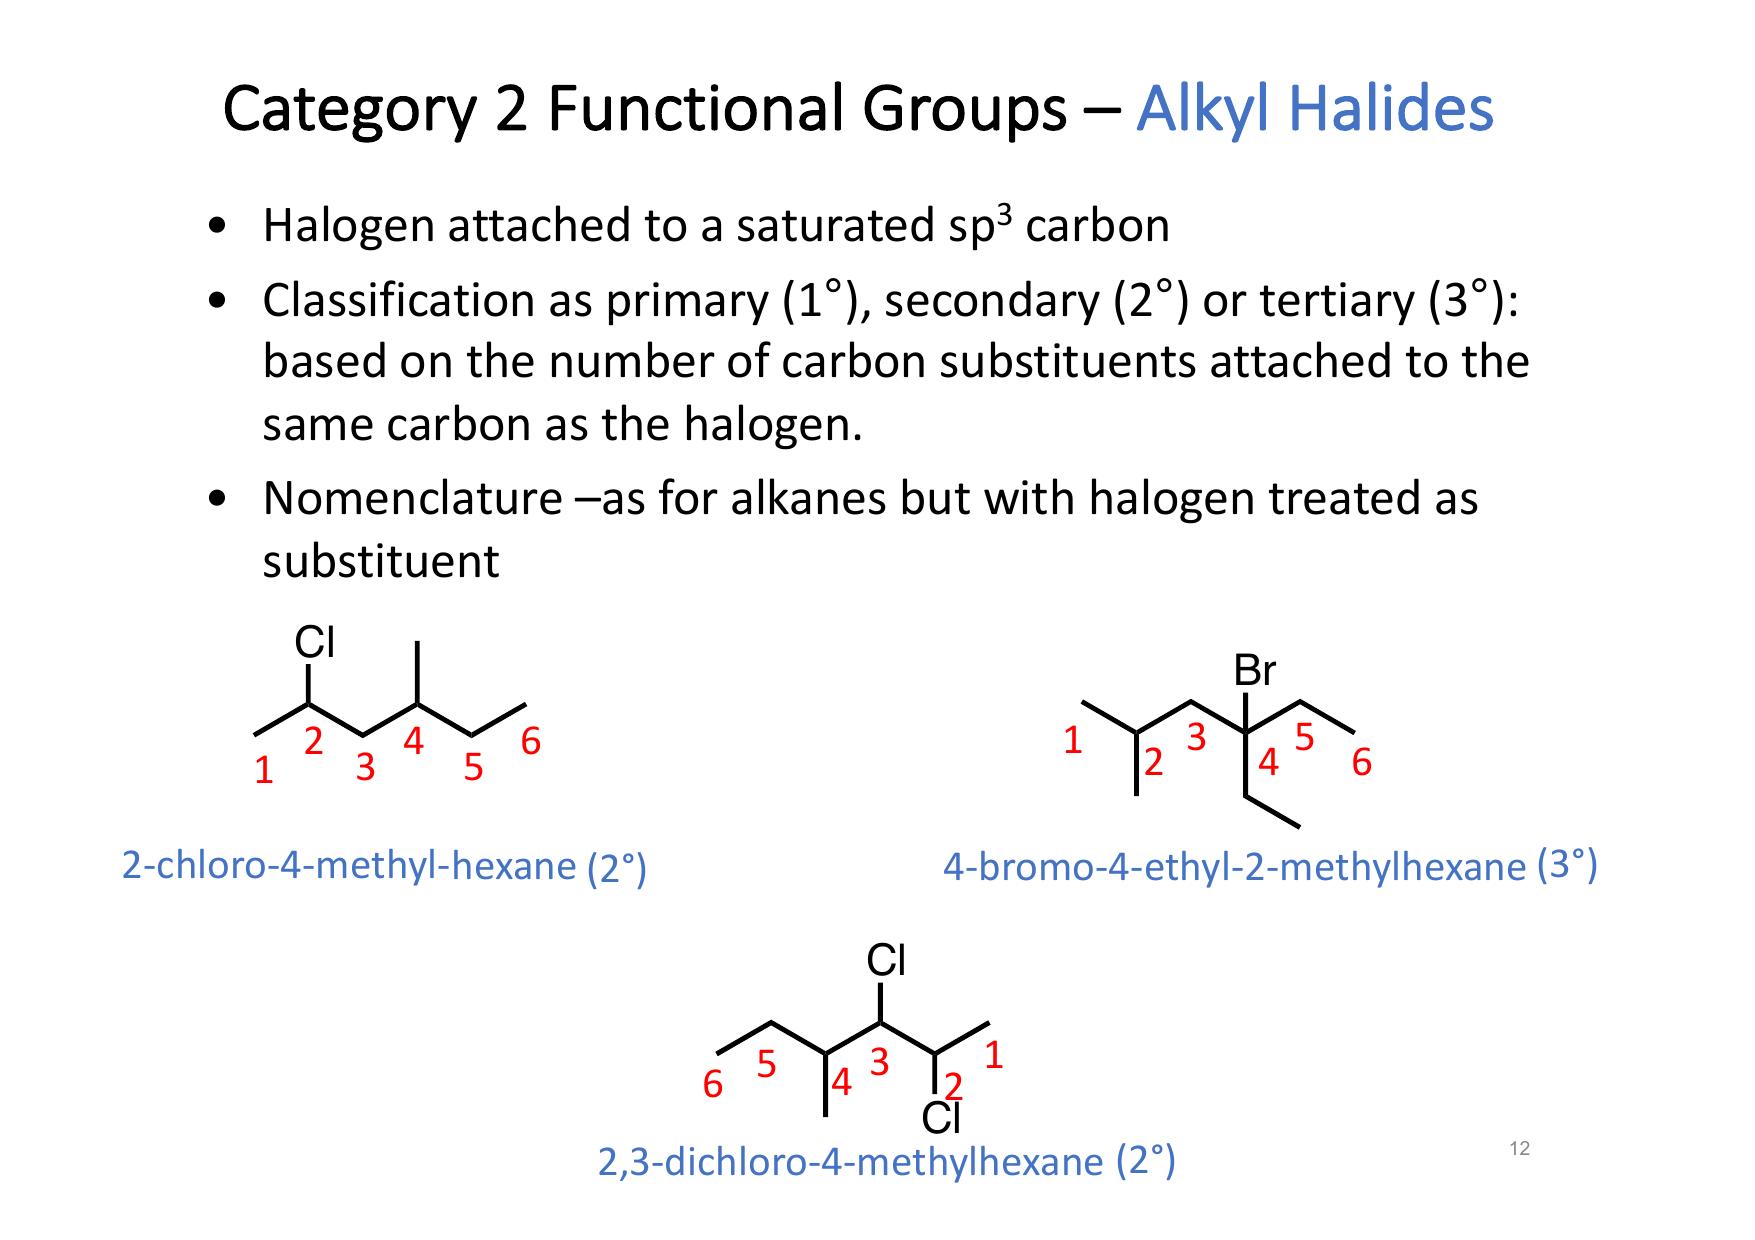 Category 2 Functional Groups – Alkyl Halides
• Halogen attached to a saturated sp³ carbon
• Classification as primary (1°), secondary (2°) or tertiary (3°):
based on the number of carbon substituents attached to the
same carbon as the halogen.
• Nomenclature –as for alkanes but with halogen treated as
substituent
Cl
1 2 3 4 5 6
2-chloro-4-methyl-hexane (2°)
Br
1 2 3 4 5 6
4-bromo-4-ethyl-2-methylhexane (3°)
Cl
6 5 4 3 2 1
Cl
2,3-dichloro-4-methylhexane (2°)
12